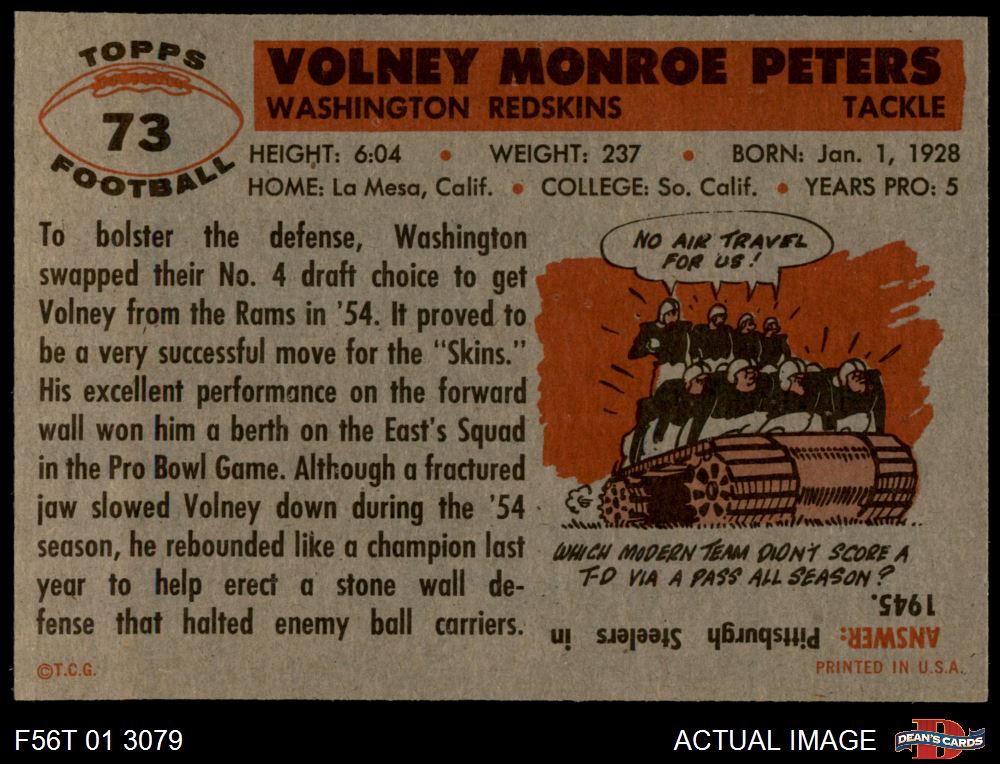 TOPPS
73
FOOTBALL
VOLNEY MONROE PETERS
WASHINGTON REDSKINS TACKLE
HEIGHT: 6:04 • WEIGHT: 237 • BORN: Jan. 1, 1928
HOME: La Mesa, Calif. • COLLEGE: So. Calif. • YEARS PRO: 5
To bolster the defense, Washington
swapped their No. 4 draft choice to get
Volney from the Rams in '54. It proved to
be a very successful move for the "Skins."
His excellent performance on the forward
wall won him a berth on the East's Squad
in the Pro Bowl Game. Although a fractured
jaw slowed Volney down during the '54
season, he rebounded like a champion last
year to help erect a stone wall de-
fense that halted enemy ball carriers.
NO AIR TRAVEL
FOR US!
WHICH MODERN TEAM DIDN'T SCORE A
T-D VIA A PASS ALL SEASON?
ANSWER: Pittsburgh Steelers in
1945.
©T.C.G.
PRINTED IN U.S.A.
F56T 01 3079
ACTUAL IMAGE
D
DEAN'S CARDS